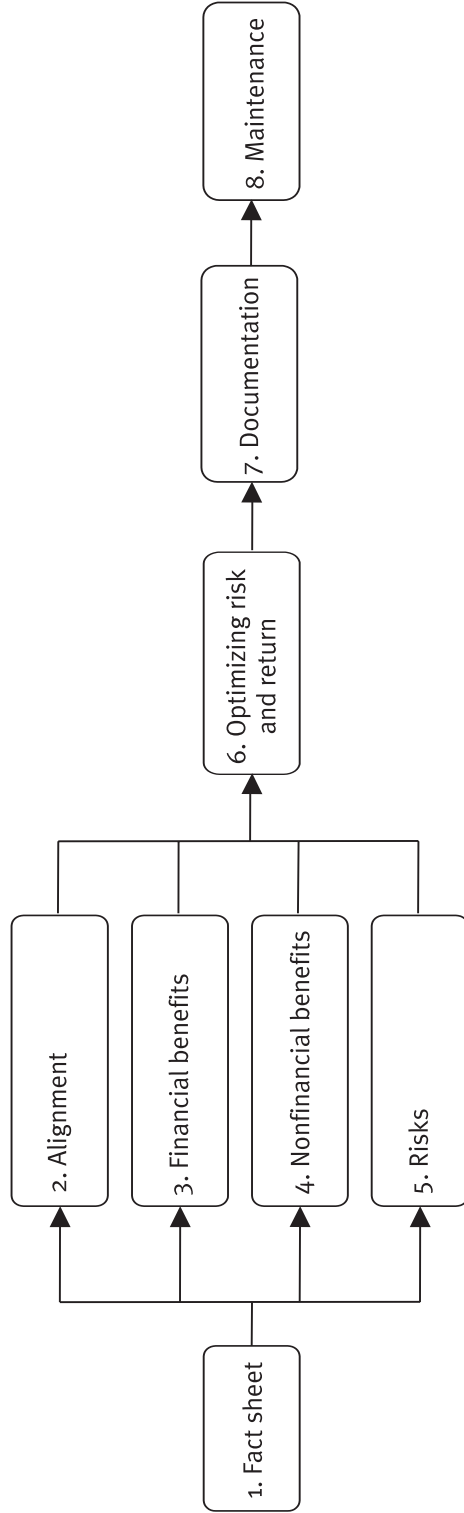 1. Fact sheet
2. Alignment
3. Financial benefits
4. Nonfinancial benefits
5. Risks
6. Optimizing risk
and return
7. Documentation
8. Maintenance